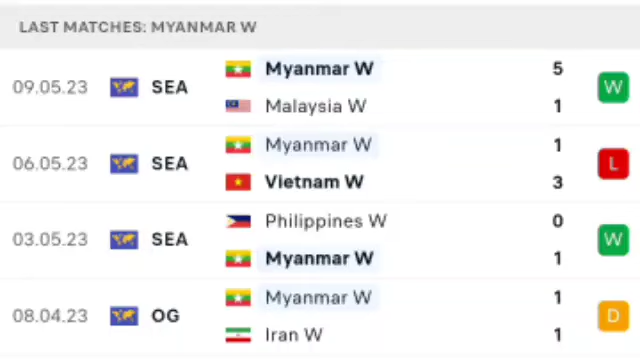 LAST MATCHES: MYANMAR W
09.05.23 SEA Myanmar W 5 W
Malaysia W 1
06.05.23 SEA Myanmar W 1 L
Vietnam W 3
03.05.23 SEA Philippines W 0 W
Myanmar W 1
08.04.23 OG Myanmar W 1 D
Iran W 1